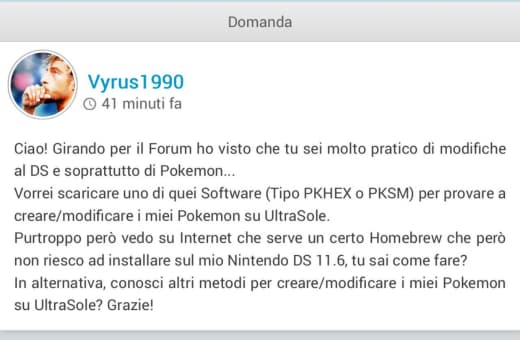 Domanda
Vyrus1990
41 minuti fa
Ciao! Girando per il Forum ho visto che tu sei molto pratico di modifiche
al DS e soprattutto di Pokemon...
Vorrei scaricare uno di quei Software (Tipo PKHEX o PKSM) per provare a
creare/modificare i miei Pokemon su UltraSole.
Purtroppo però vedo su Internet che serve un certo Homebrew che però
non riesco ad installare sul mio Nintendo DS 11.6, tu sai come fare?
In alternativa, conosci altri metodi per creare/modificare i miei Pokemon
su UltraSole? Grazie!